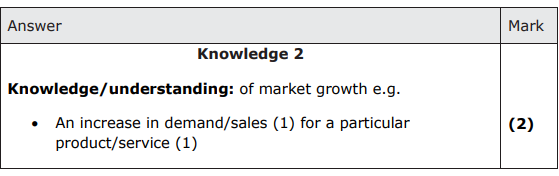 Answer Mark
Knowledge 2
Knowledge/understanding: of market growth e.g.
• An increase in demand/sales (1) for a particular
(2)
product/service (1)